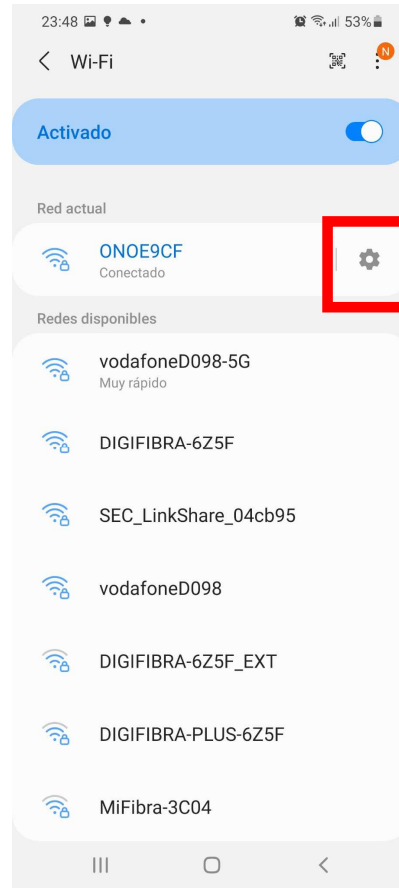 23:48 53%
Wi-Fi
N
Activado
Red actual
ONOE9CF
Conectado
Redes disponibles
vodafoneD098-5G
Muy rápido
DIGIFIBRA-6Z5F
SEC_LinkShare_04cb95
vodafoneD098
DIGIFIBRA-6Z5F_EXT
DIGIFIBRA-PLUS-6Z5F
MiFibra-3C04